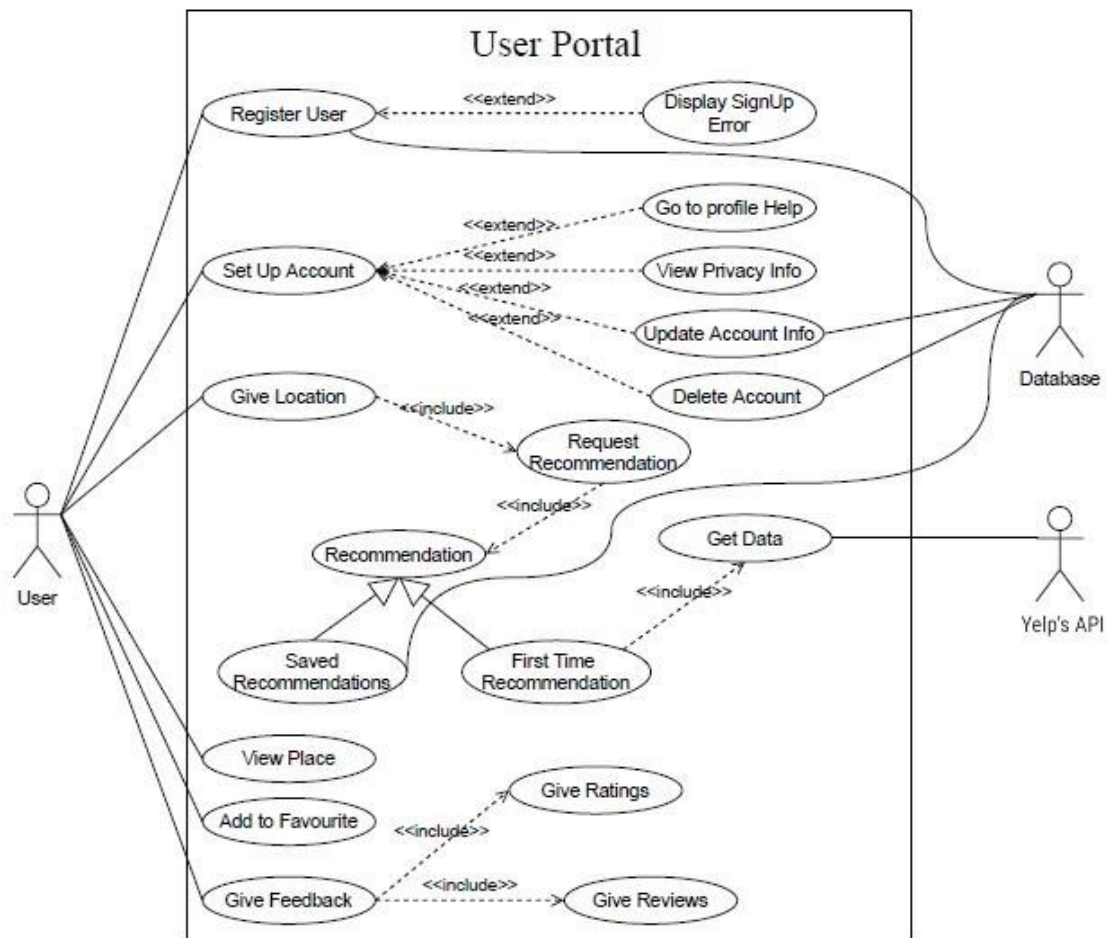 User Portal
<<extend>>
Register User
Display SignUp
Error
Go to profile Help
<<extend>>
<<extend>>
Set Up Account
View Privacy Info
<<extend>>
<<extend>>
Update Account Info
Database
Give Location
<<include>>
Delete Account
Request
Recommendation
<<include>>
Recommendation
Get Data
<<include>>
User
Yelp's API
Saved
Recommendations
First Time
Recommendation
View Place
Give Ratings
Add to Favourite
<<include>>
<<include>>
Give Feedback
Give Reviews